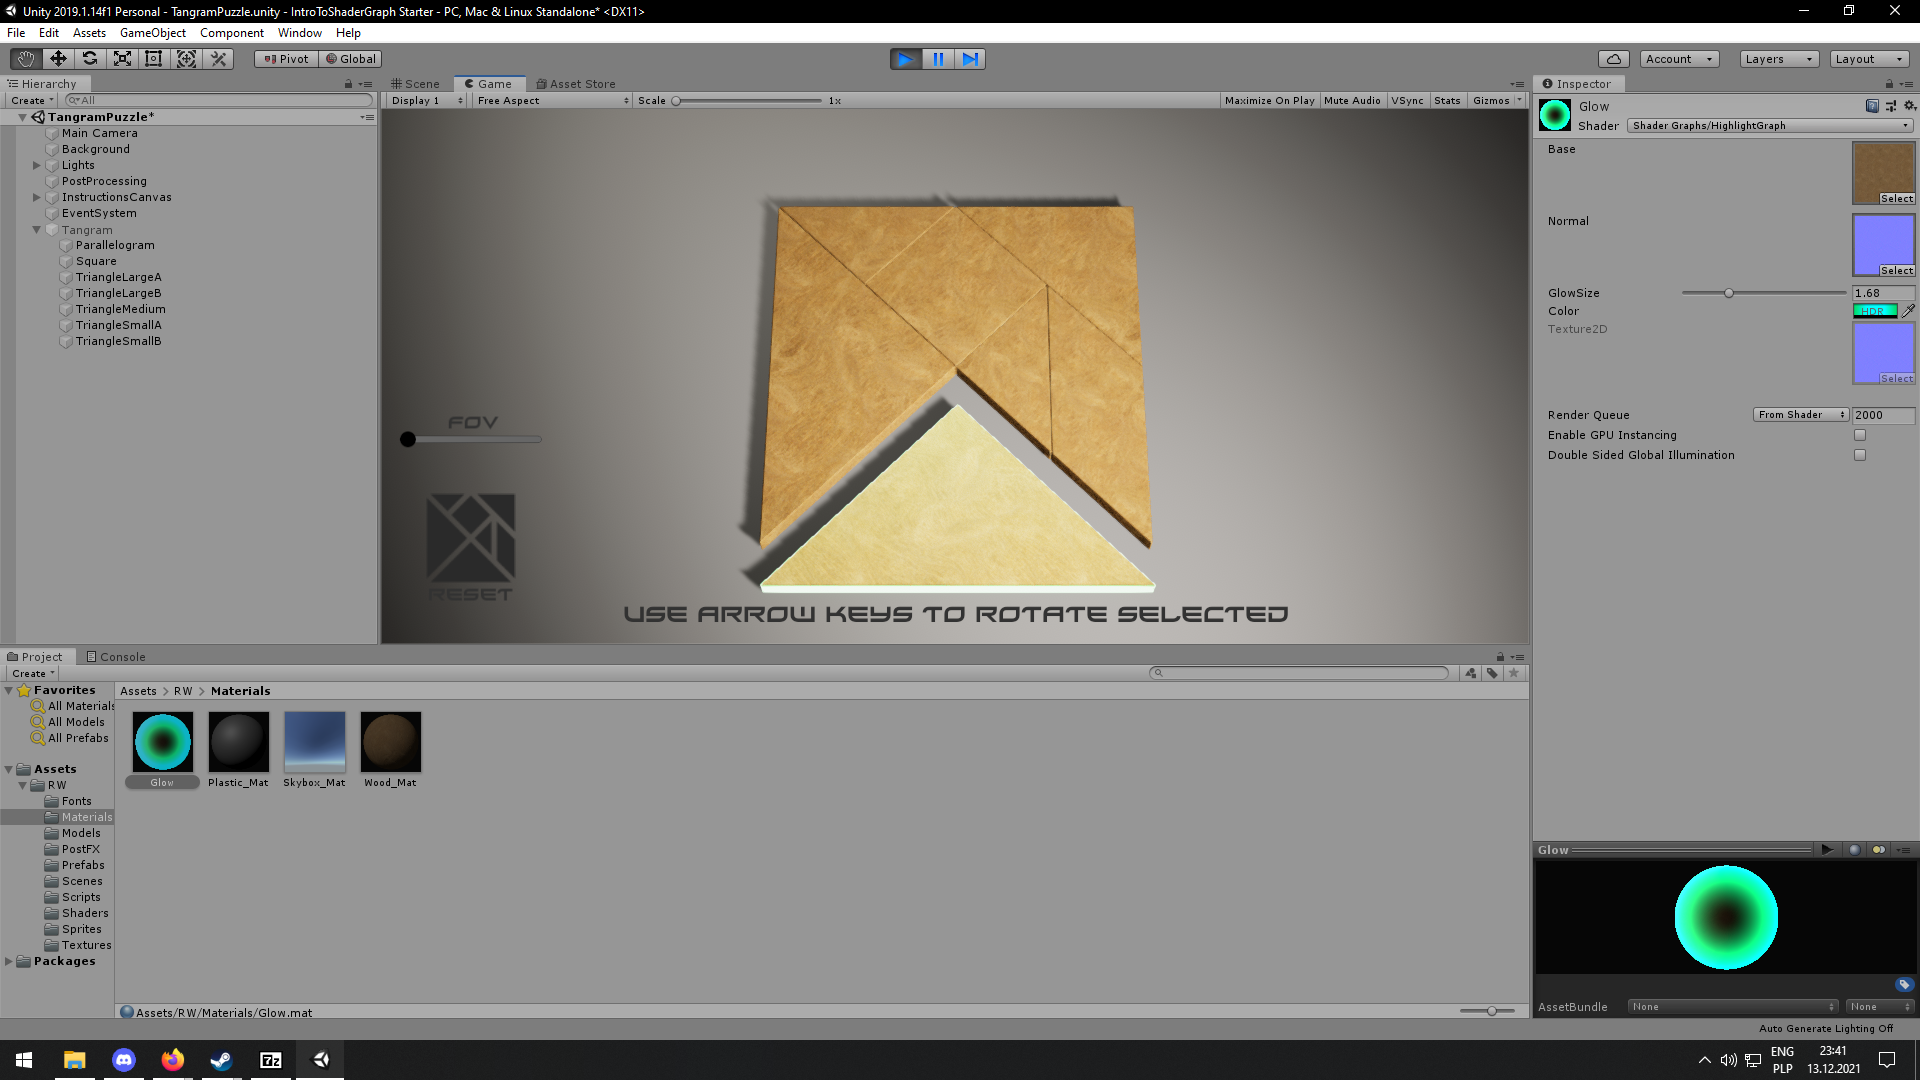 Unity 2019.1.14f1 Personal - TangramPuzzle.unity - IntroToShaderGraph Starter - PC, Mac & Linux Standalone* <DX11>
File Edit Assets GameObject Component Window Help
Pivot Global Account Layers Layout
Hierarchy
Create All
TangramPuzzle*
Main Camera
Background
Lights
PostProcessing
InstructionsCanvas
EventSystem
Tangram
Parallelogram
Square
TriangleLargeA
TriangleLargeB
TriangleMedium
TriangleSmallA
TriangleSmallB
Scene Game Asset Store
Display 1 Free Aspect Scale 1x Maximize On Play Mute Audio VSync Stats Gizmos
FOV
RESET
USE ARROW KEYS TO ROTATE SELECTED
Inspector
Glow
Shader Shader Graphs/HighlightGraph
Base
Select
Normal
Select
GlowSize 1.68
Color HDR
Texture2D
Select
Render Queue From Shader 2000
Enable GPU Instancing
Double Sided Global Illumination
Project Console
Create
Favorites
All Materials
All Models
All Prefabs
Assets
RW
Fonts
Materials
Models
PostFX
Prefabs
Scenes
Scripts
Shaders
Sprites
Textures
Packages
Assets > RW > Materials
Glow Plastic_Mat Skybox_Mat Wood_Mat
Assets/RW/Materials/Glow.mat
Glow
AssetBundle None None
Auto Generate Lighting Off
7z
ENG
PLP
23:41
13.12.2021